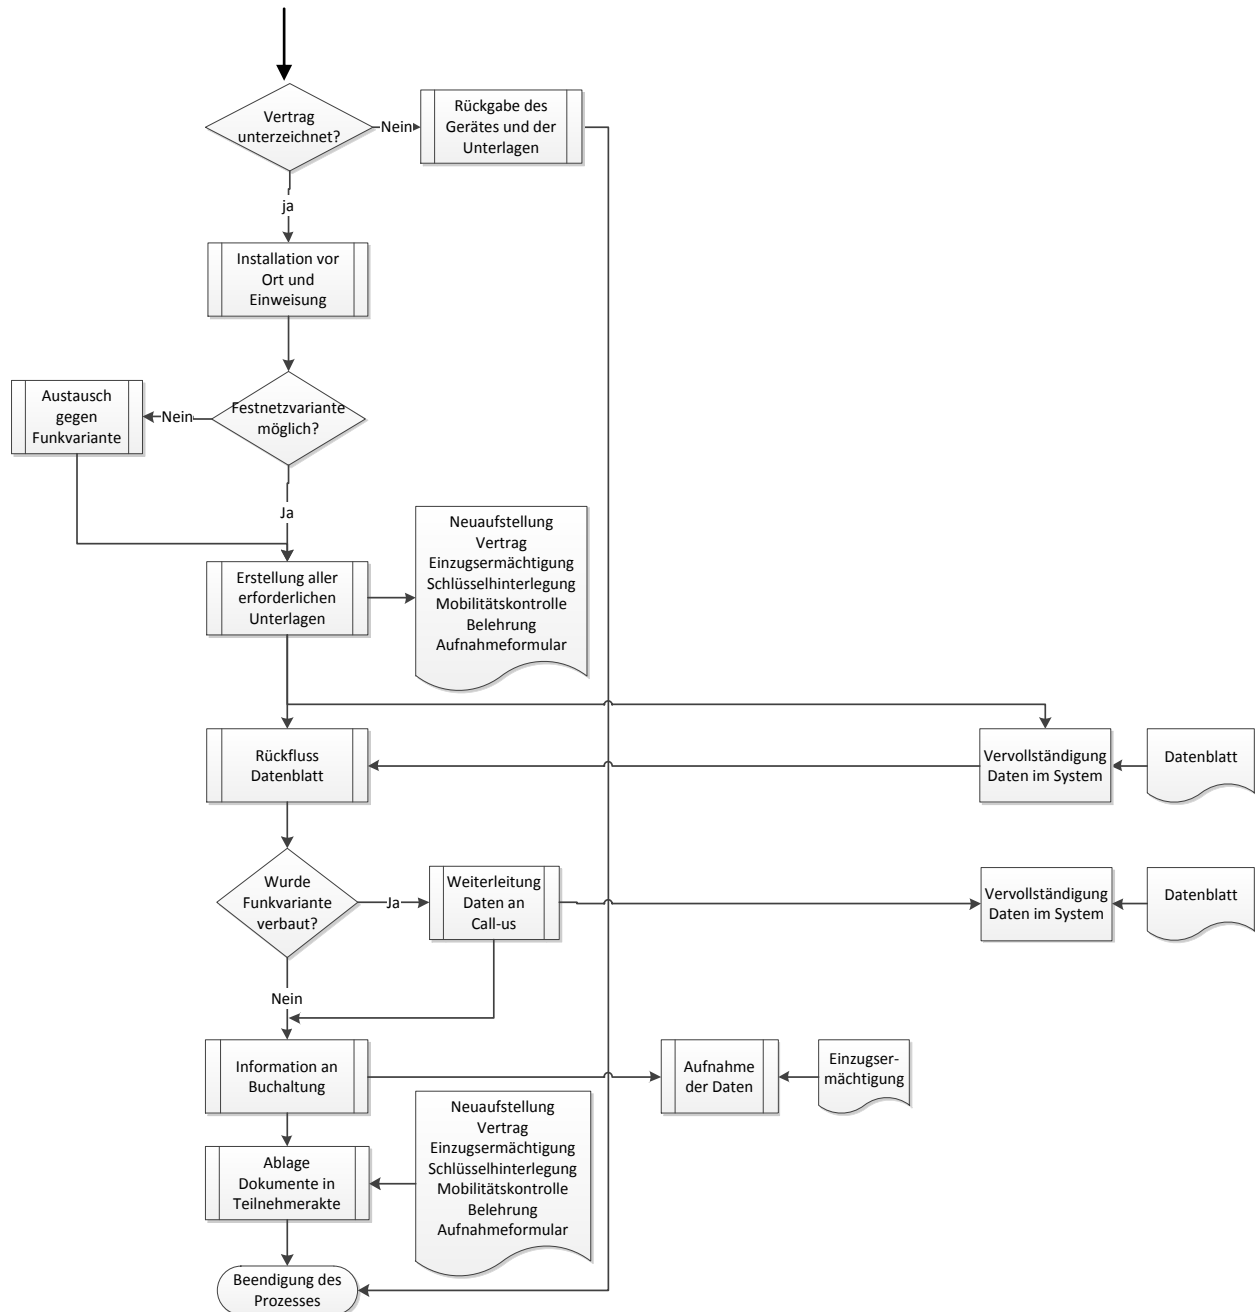 Vertrag
unterzeichnet?
Nein
Rückgabe des
Gerätes und der
Unterlagen
ja
Installation vor
Ort und
Einweisung
Austausch
gegen
Funkvariante
Nein
Festnetzvariante
möglich?
Ja
Neuaufstellung
Vertrag
Einzugsermächtigung
Schlüsselhinterlegung
Mobilitätskontrolle
Belehrung
Aufnahmeformular
Erstellung aller
erforderlichen
Unterlagen
Rückfluss
Datenblatt
Vervollständigung
Daten im System
Datenblatt
Wurde
Funkvariante
verbaut?
Ja
Weiterleitung
Daten an
Call-us
Vervollständigung
Daten im System
Datenblatt
Nein
Information an
Buchaltung
Aufnahme
der Daten
Einzugser-
mächtigung
Neuaufstellung
Vertrag
Einzugsermächtigung
Schlüsselhinterlegung
Mobilitätskontrolle
Belehrung
Aufnahmeformular
Ablage
Dokumente in
Teilnehmerakte
Beendigung des
Prozesses